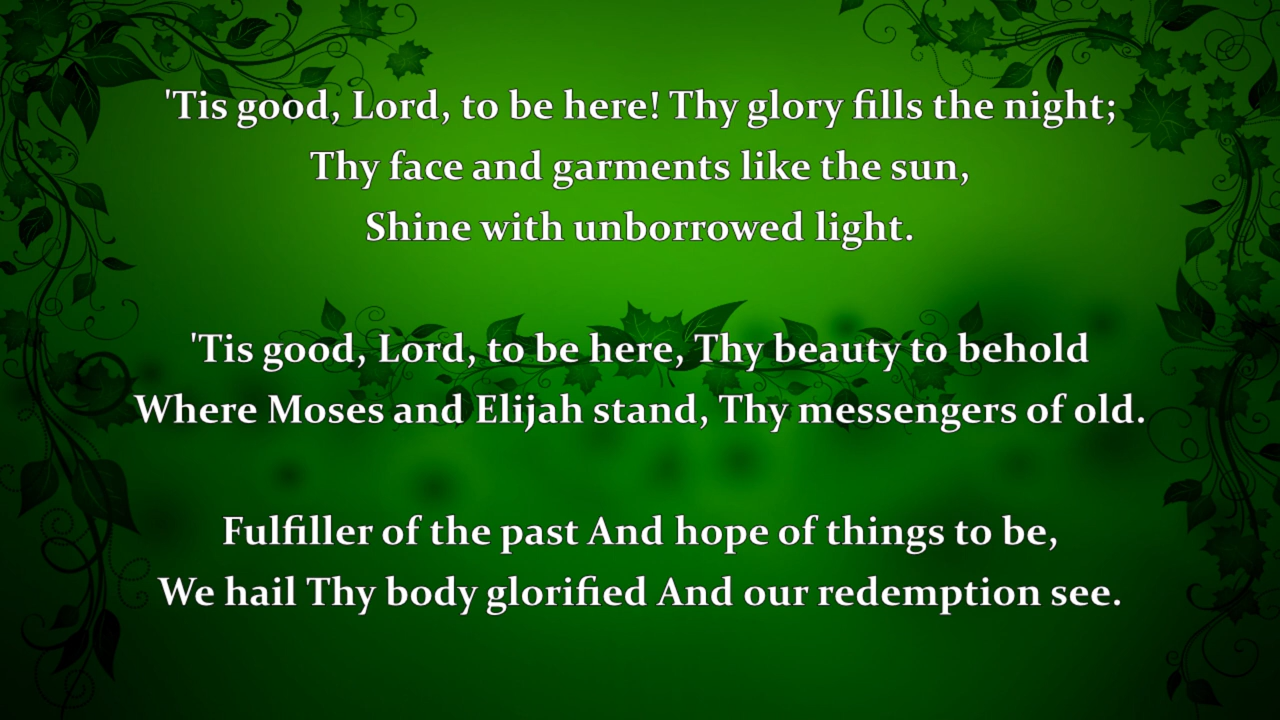 'Tis good, Lord, to be here! Thy glory fills the night;
Thy face and garments like the sun,
Shine with unborrowed light.
'Tis good, Lord, to be here, Thy beauty to behold
Where Moses and Elijah stand, Thy messengers of old.
Fulfiller of the past And hope of things to be,
We hail Thy body glorified And our redemption see.